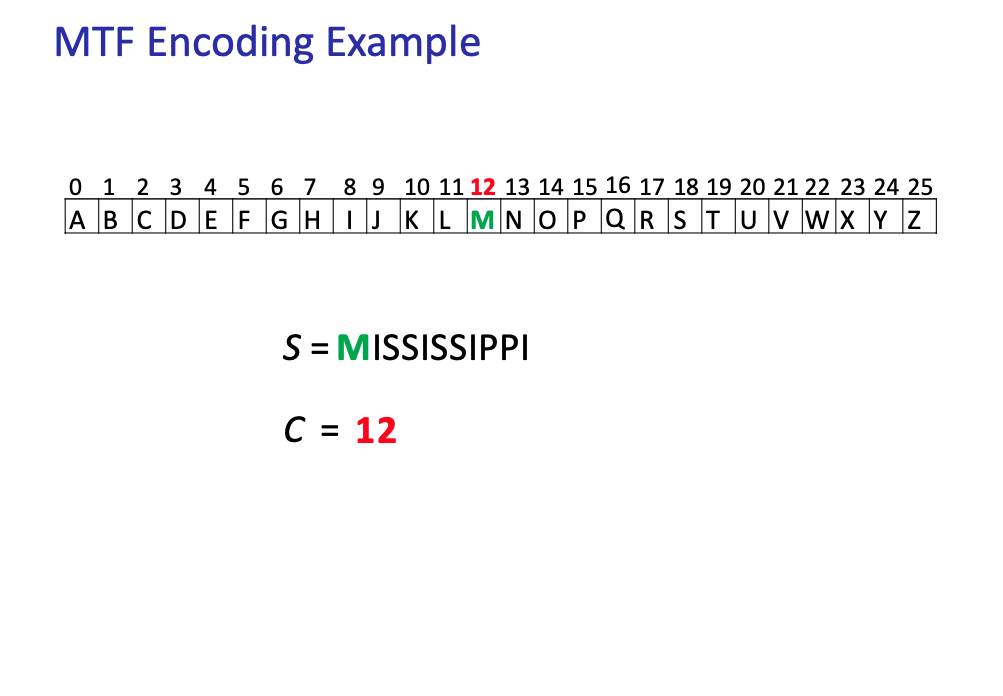 MTF Encoding Example
0 1 2 3 4 5 6 7 8 9 10 11 12 13 14 15 16 17 18 19 20 21 22 23 24 25
A B C D E F G H I J K L M N O P Q R S T U V W X Y Z
S = MISSISSIPPI
C = 12